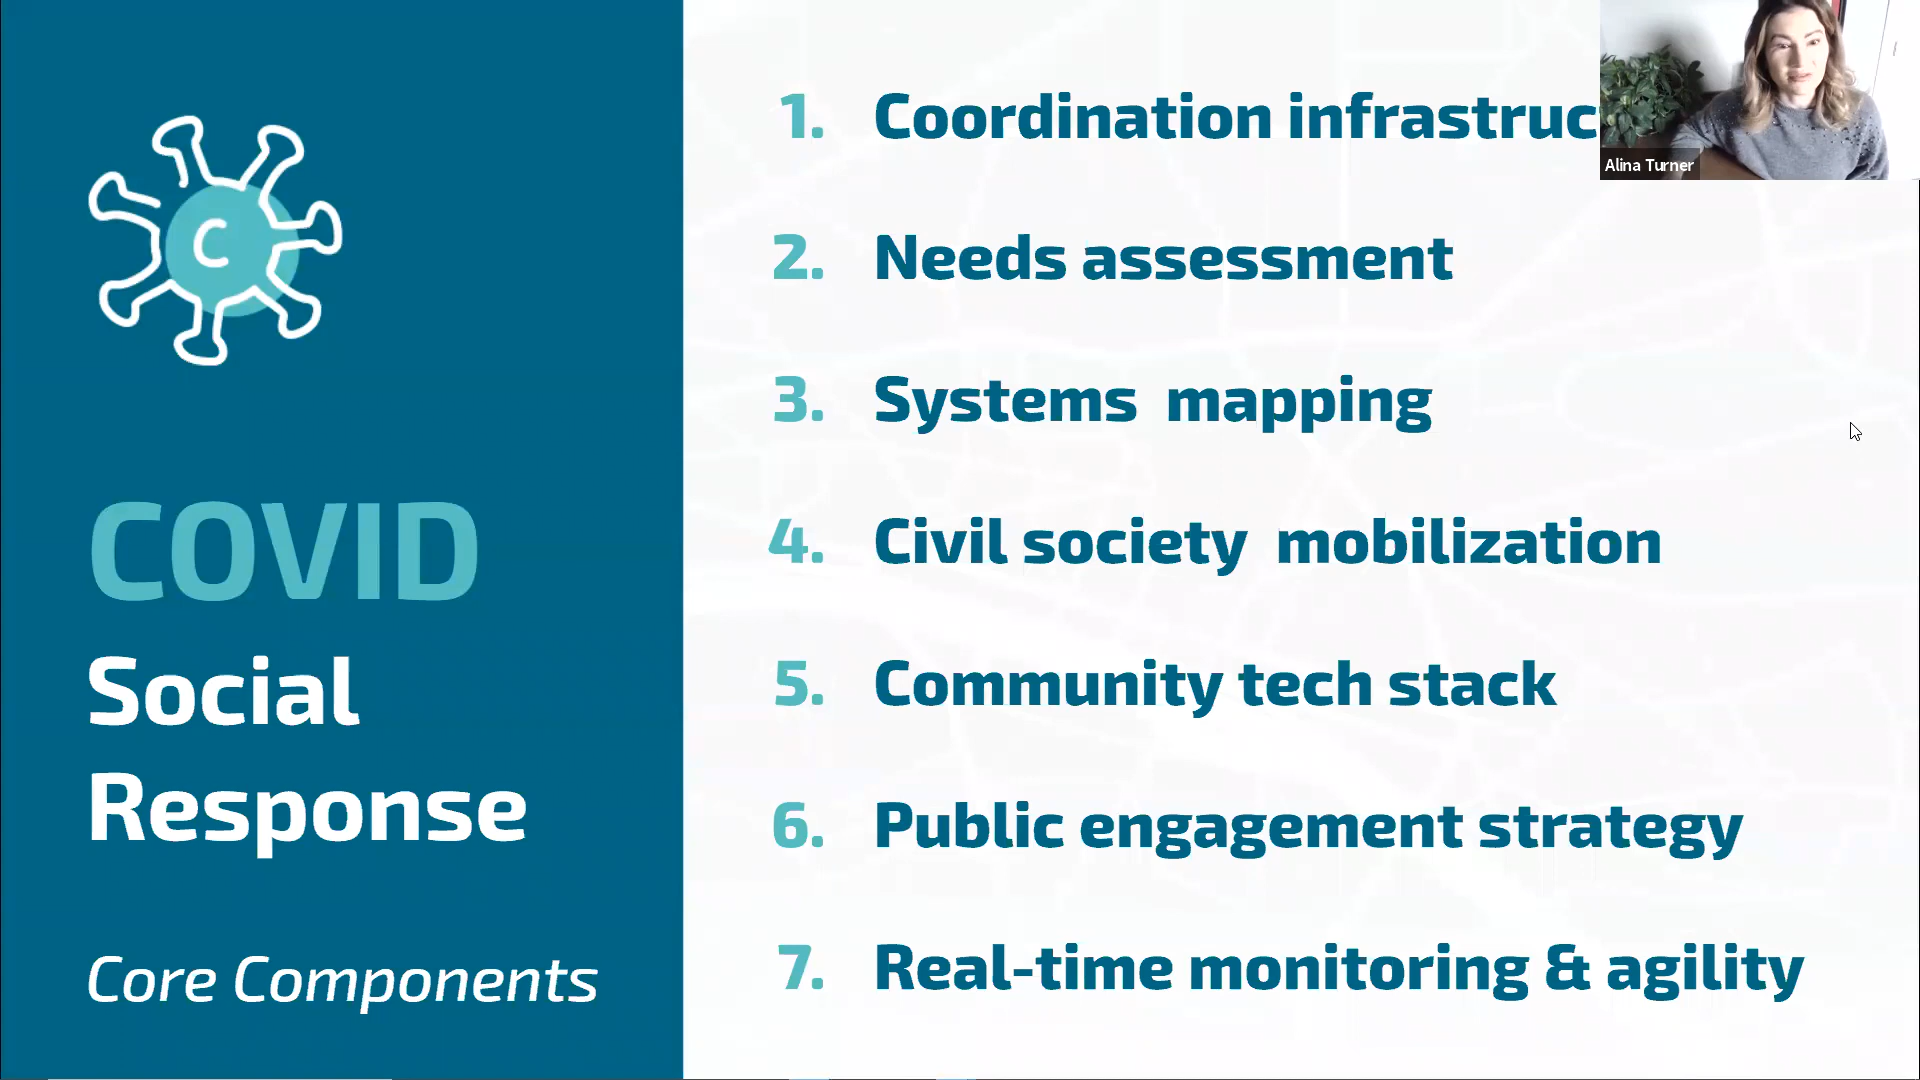 C
COVID
Social
Response
Core Components
1. Coordination infrastruc
2. Needs assessment
3. Systems mapping
4. Civil society mobilization
5. Community tech stack
6. Public engagement strategy
7. Real-time monitoring & agility
Alina Turner